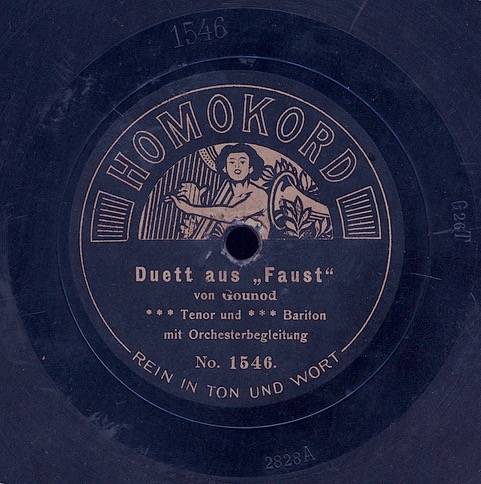 1546
HOMOKORD
Duett aus „Faust“
von Gounod
*** Tenor und *** Bariton
mit Orchesterbegleitung
No. 1546.
REIN IN TON UND WORT
2828A